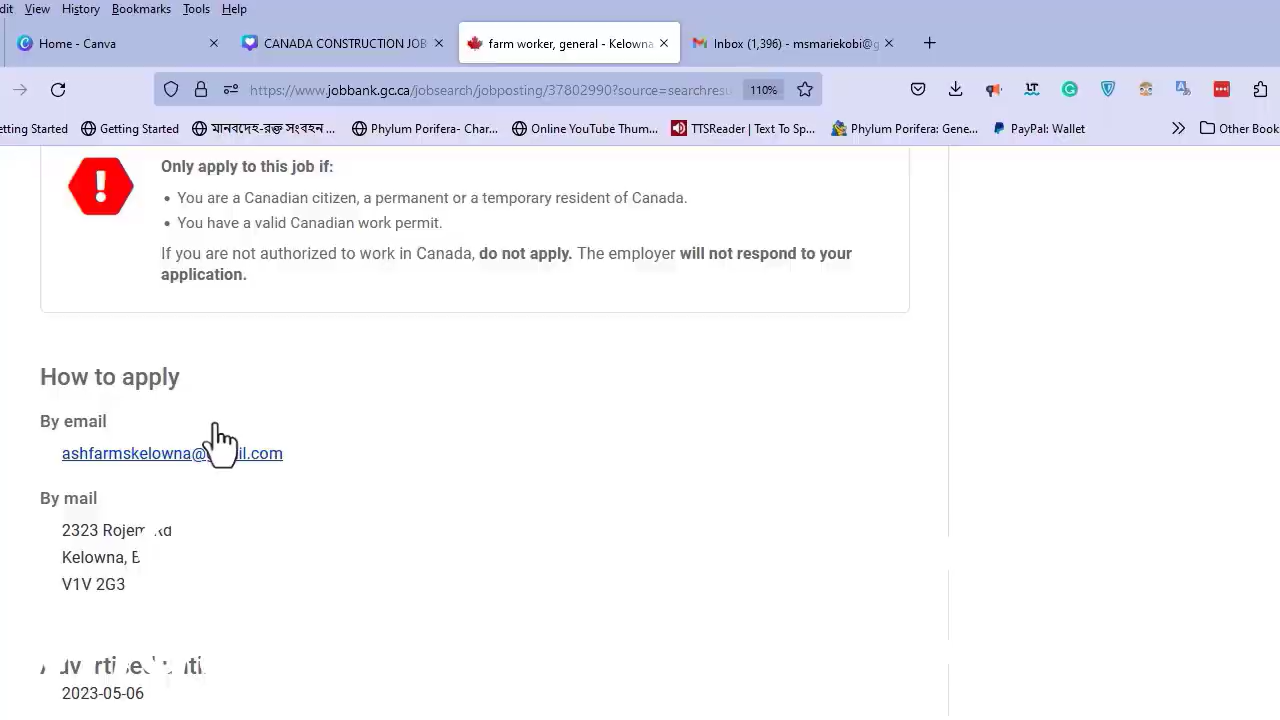 dit View History Bookmarks Tools Help
Home - Canva CANADA CONSTRUCTION JOB farm worker, general - Kelowna Inbox (1,396) - msmariekobi@g
https://www.jobbank.gc.ca/jobsearch/jobposting/37802990?source=searchresu 110%
etting Started Getting Started মানবদেহ-রক্ত সংবহন ... Phylum Porifera- Char... Online YouTube Thum... TTSReader | Text To Sp... Phylum Porifera: Gene... PayPal: Wallet Other Book
Only apply to this job if:
• You are a Canadian citizen, a permanent or a temporary resident of Canada.
• You have a valid Canadian work permit.
If you are not authorized to work in Canada, do not apply. The employer will not respond to your
application.
How to apply
By email
ashfarmskelowna@ il.com
By mail
2323
Kelowna,
V1V 2G3
2023-05-06